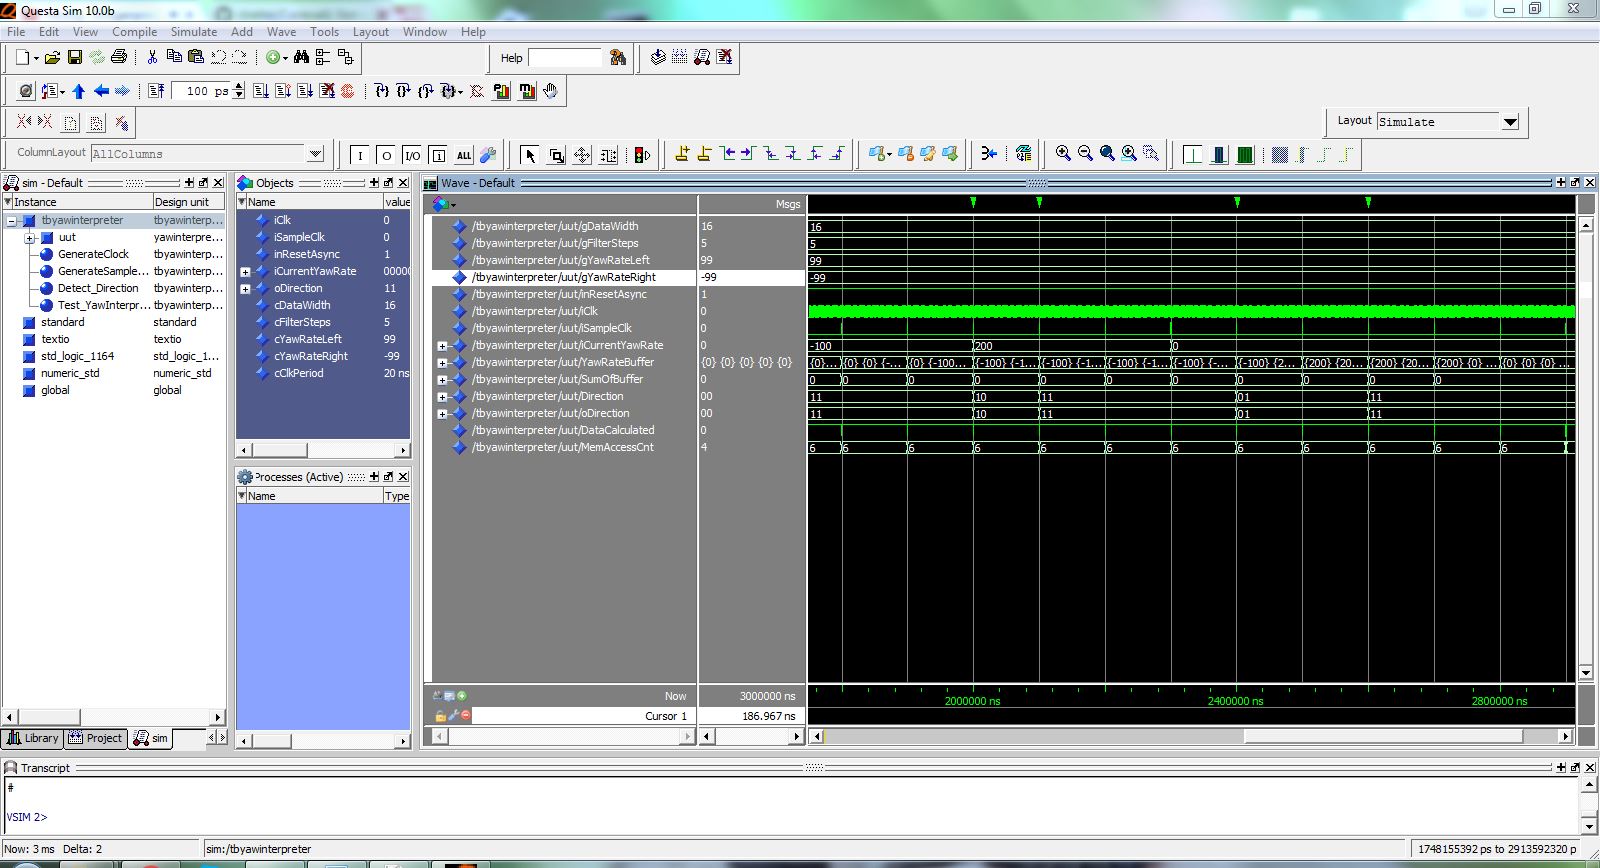 Questa Sim 10.0b
File Edit View Compile Simulate Add Wave Tools Layout Window Help
Help
100 ps
Layout Simulate
ColumnLayout AllColumns
I O I/O i ALL
sim - Default
Instance Design unit
tbyawinterpreter tbyawinterp...
uut yawinterpre...
GenerateClock tbyawinterp...
GenerateSample... tbyawinterp...
Detect_Direction tbyawinterp...
Test_YawInterpr... tbyawinterp...
standard standard
textio textio
std_logic_1164 std_logic_1...
numeric_std numeric_std
global global
Library Project sim
Objects
Name value
iClk 0
iSampleClk 0
inResetAsync 1
iCurrentYawRate 00000
oDirection 11
cDataWidth 16
cFilterSteps 5
cYawRateLeft 99
cYawRateRight -99
cClkPeriod 20 ns
Processes (Active)
Name Type
Wave - Default
Msgs
/tbyawinterpreter/uut/gDataWidth 16 16
/tbyawinterpreter/uut/gFilterSteps 5 5
/tbyawinterpreter/uut/gYawRateLeft 99 99
/tbyawinterpreter/uut/gYawRateRight -99 -99
/tbyawinterpreter/uut/inResetAsync 1
/tbyawinterpreter/uut/iClk 0
/tbyawinterpreter/uut/iSampleClk 0
/tbyawinterpreter/uut/iCurrentYawRate 0 -100 200 0
/tbyawinterpreter/uut/YawRateBuffer {0} {0} {0} {0} {0} {0}... {0} {0} {-... {0} {-100... {-100} {-1... {-100} {-1... {-100} {-1... {-100} {-1... {-100} {2... {200} {20... {200} {20... {200} {0}... {0} {0} {0} ...
/tbyawinterpreter/uut/SumOfBuffer 0 0 0 0 0 0 0 0 0 0 0 0
/tbyawinterpreter/uut/Direction 00 11 10 11 01 11
/tbyawinterpreter/uut/oDirection 00 11 10 11 01 11
/tbyawinterpreter/uut/DataCalculated 0
/tbyawinterpreter/uut/MemAccessCnt 4 6 6 6 6 6 6 6 6 6 6 6 6
Now 3000000 ns 2000000 ns 2400000 ns 2800000 ns
Cursor 1 186.967 ns
Transcript
#
VSIM 2>
Now: 3 ms Delta: 2 sim:/tbyawinterpreter 1748155392 ps to 2913592320 p